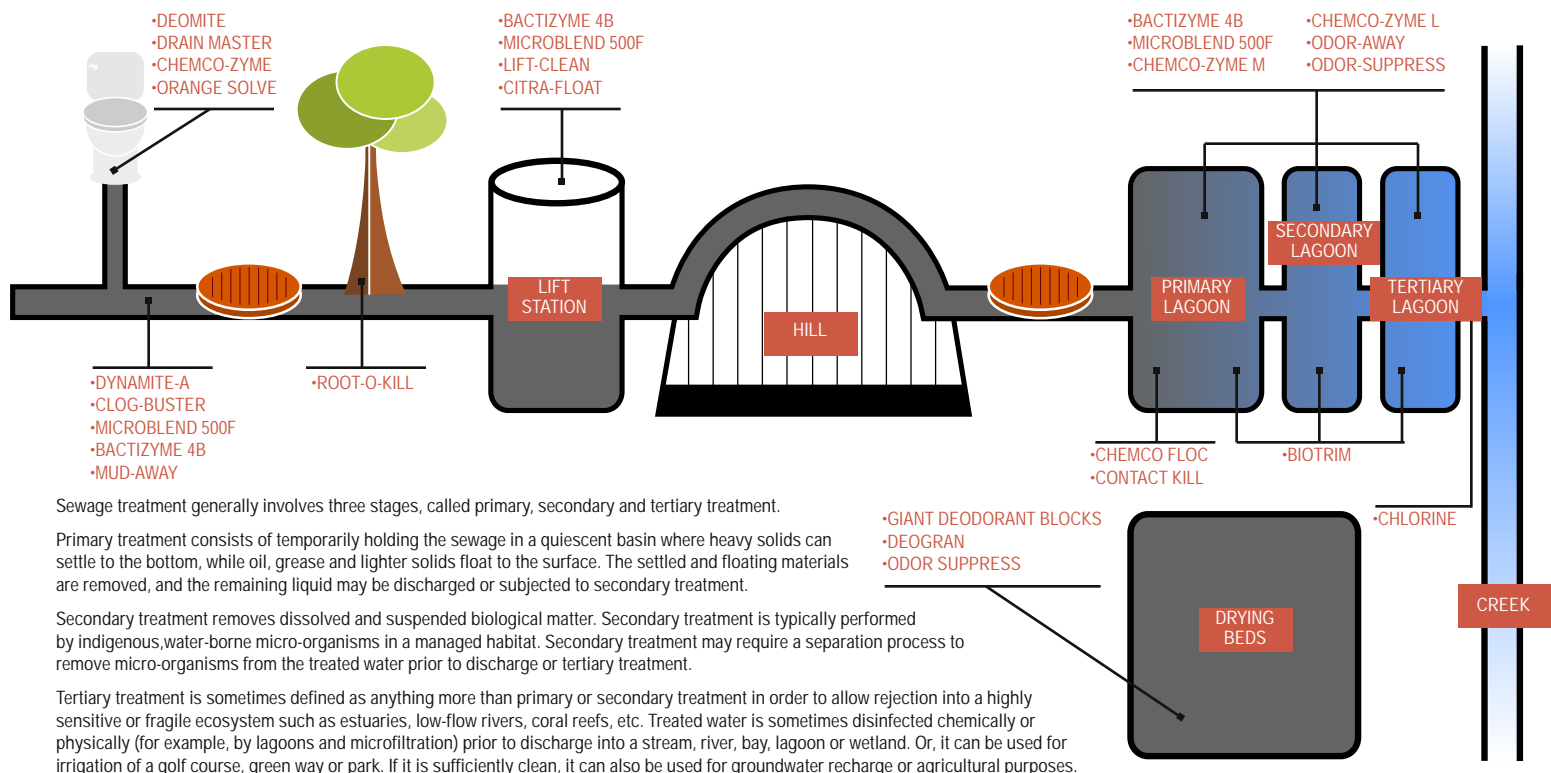 •DEOMITE
•DRAIN MASTER
•CHEMCO-ZYME
•ORANGE SOLVE
•BACTIZYME 4B
•MICROBLEND 500F
•LIFT-CLEAN
•CITRA-FLOAT
•BACTIZYME 4B
•MICROBLEND 500F
•CHEMCO-ZYME M
•CHEMCO-ZYME L
•ODOR-AWAY
•ODOR-SUPPRESS
LIFT
STATION
HILL
PRIMARY
LAGOON
SECONDARY
LAGOON
TERTIARY
LAGOON
•DYNAMITE-A
•CLOG-BUSTER
•MICROBLEND 500F
•BACTIZYME 4B
•MUD-AWAY
•ROOT-O-KILL
•CHEMCO FLOC
•CONTACT KILL
•BIOTRIM
•CHLORINE
CREEK
•GIANT DEODORANT BLOCKS
•DEOGRAN
•ODOR SUPPRESS
DRYING
BEDS
Sewage treatment generally involves three stages, called primary, secondary and tertiary treatment.
Primary treatment consists of temporarily holding the sewage in a quiescent basin where heavy solids can
settle to the bottom, while oil, grease and lighter solids float to the surface. The settled and floating materials
are removed, and the remaining liquid may be discharged or subjected to secondary treatment.
Secondary treatment removes dissolved and suspended biological matter. Secondary treatment is typically performed
by indigenous,water-borne micro-organisms in a managed habitat. Secondary treatment may require a separation process to
remove micro-organisms from the treated water prior to discharge or tertiary treatment.
Tertiary treatment is sometimes defined as anything more than primary or secondary treatment in order to allow rejection into a highly
sensitive or fragile ecosystem such as estuaries, low-flow rivers, coral reefs, etc. Treated water is sometimes disinfected chemically or
physically (for example, by lagoons and microfiltration) prior to discharge into a stream, river, bay, lagoon or wetland. Or, it can be used for
irrigation of a golf course, green way or park. If it is sufficiently clean, it can also be used for groundwater recharge or agricultural purposes.